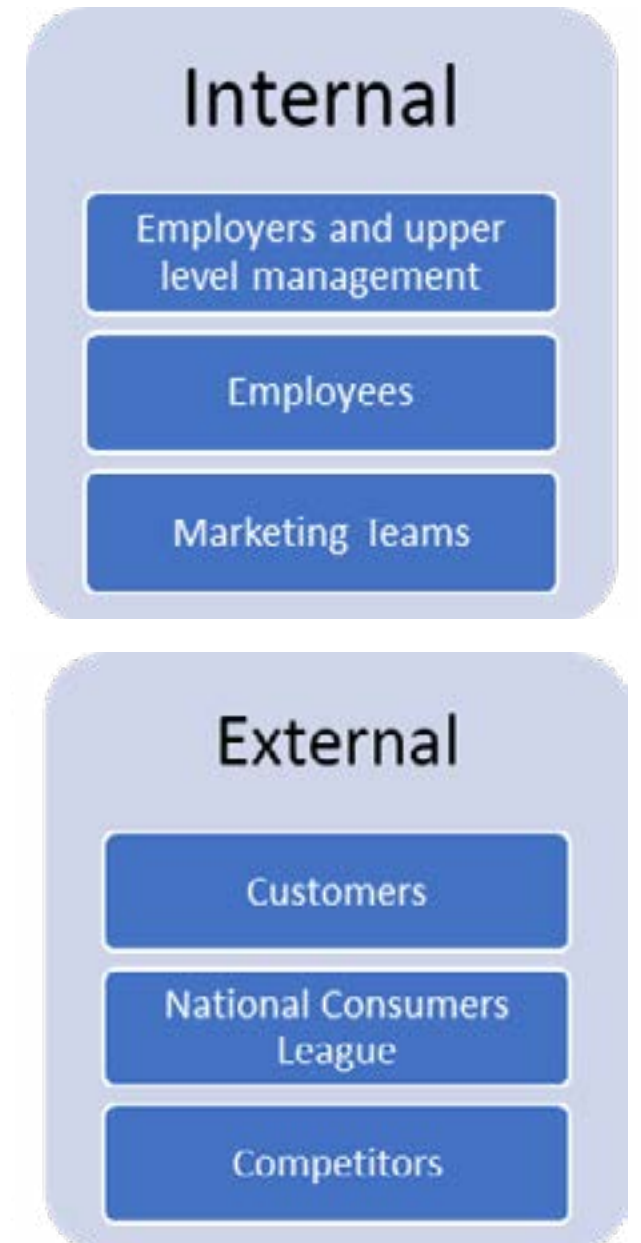 Internal
Employers and upper
level management
Employees
Marketing Teams
External
Customers
National Consumers
League
Competitors